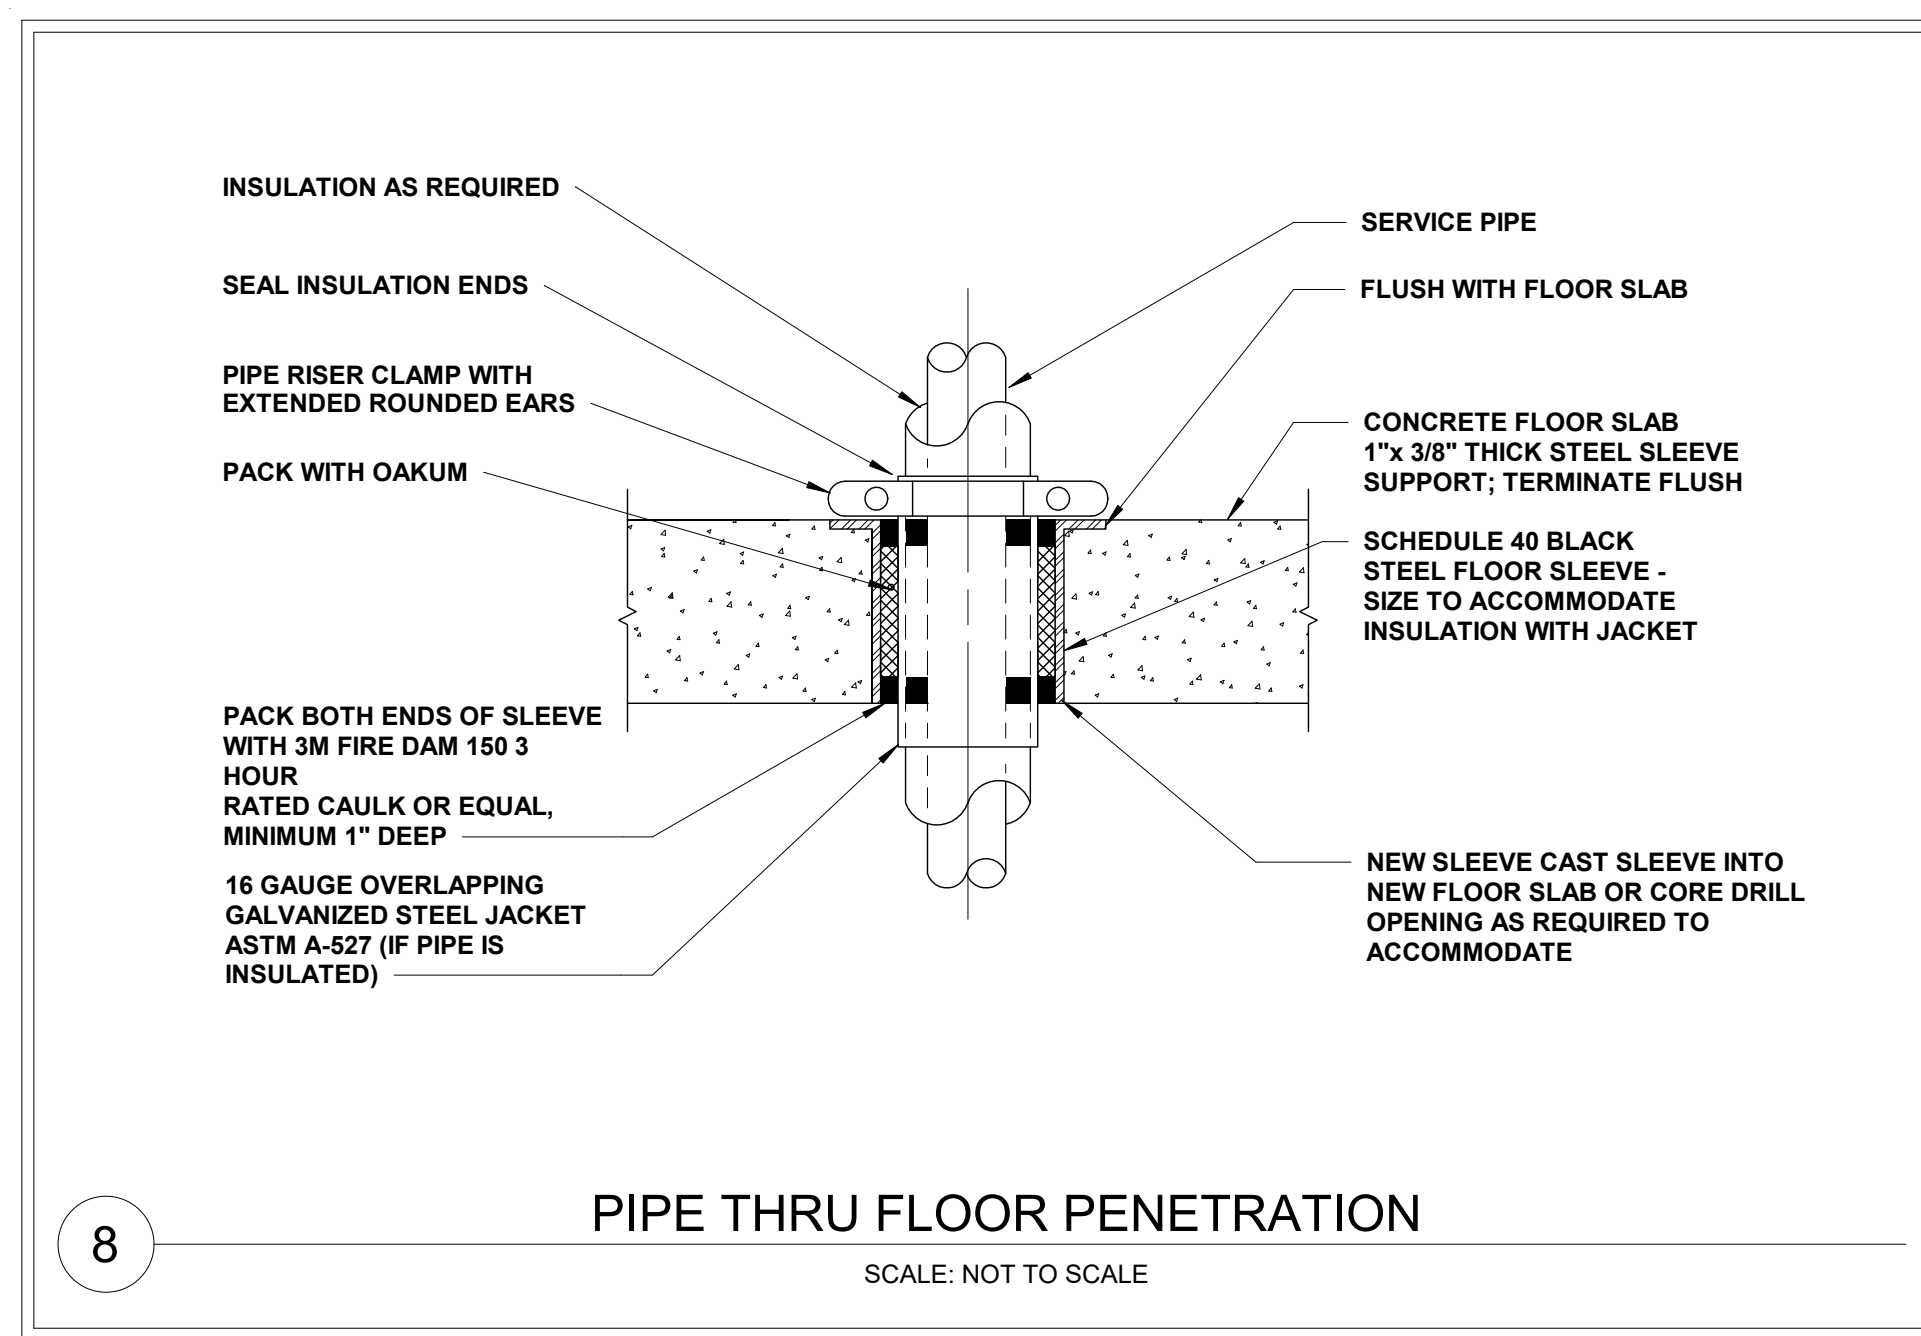 INSULATION AS REQUIRED
SEAL INSULATION ENDS
PIPE RISER CLAMP WITH
EXTENDED ROUNDED EARS
PACK WITH OAKUM
PACK BOTH ENDS OF SLEEVE
WITH 3M FIRE DAM 150 3
HOUR
RATED CAULK OR EQUAL,
MINIMUM 1" DEEP
16 GAUGE OVERLAPPING
GALVANIZED STEEL JACKET
ASTM A-527 (IF PIPE IS
INSULATED)
SERVICE PIPE
FLUSH WITH FLOOR SLAB
CONCRETE FLOOR SLAB
1"x 3/8" THICK STEEL SLEEVE
SUPPORT; TERMINATE FLUSH
SCHEDULE 40 BLACK
STEEL FLOOR SLEEVE -
SIZE TO ACCOMMODATE
INSULATION WITH JACKET
NEW SLEEVE CAST SLEEVE INTO
NEW FLOOR SLAB OR CORE DRILL
OPENING AS REQUIRED TO
ACCOMMODATE
8
PIPE THRU FLOOR PENETRATION
SCALE: NOT TO SCALE